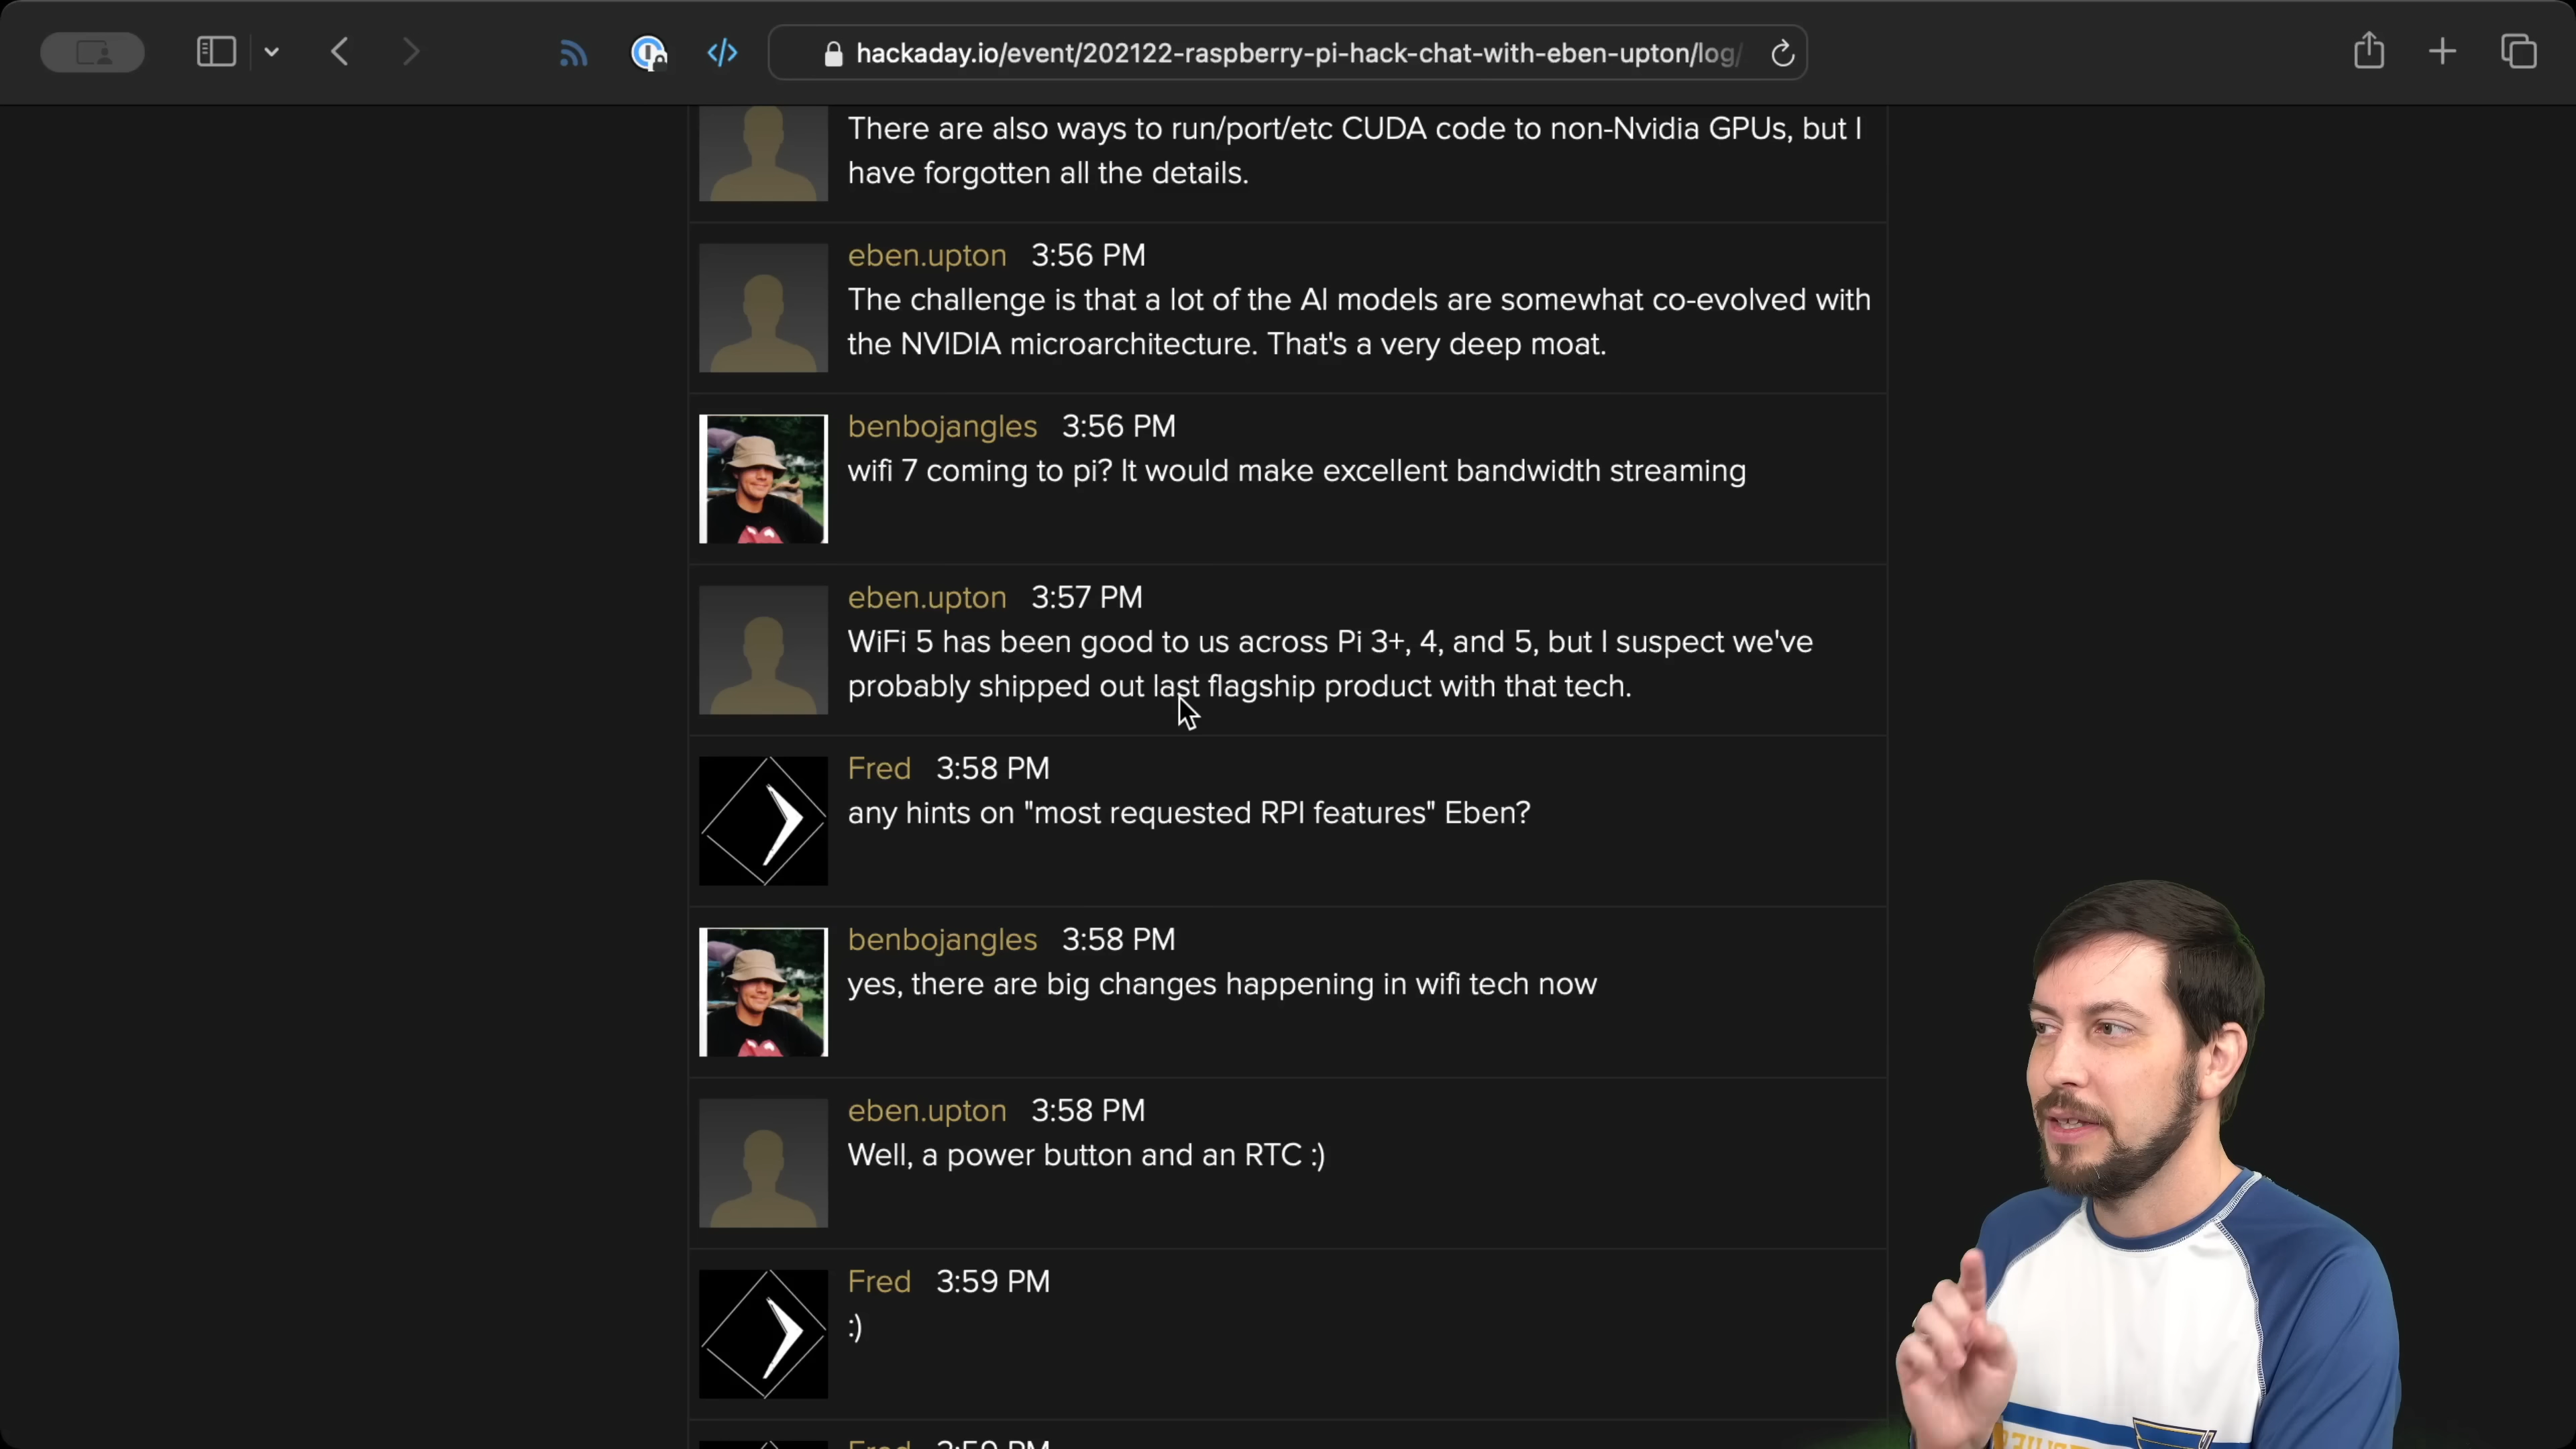 hackaday.io/event/202122-raspberry-pi-hack-chat-with-eben-upton/log/
There are also ways to run/port/etc CUDA code to non-Nvidia GPUs, but I
have forgotten all the details.
eben.upton 3:56 PM
The challenge is that a lot of the AI models are somewhat co-evolved with
the NVIDIA microarchitecture. That's a very deep moat.
benbojangles 3:56 PM
wifi 7 coming to pi? It would make excellent bandwidth streaming
eben.upton 3:57 PM
WiFi 5 has been good to us across Pi 3+, 4, and 5, but I suspect we've
probably shipped out last flagship product with that tech.
Fred 3:58 PM
any hints on "most requested RPI features" Eben?
benbojangles 3:58 PM
yes, there are big changes happening in wifi tech now
eben.upton 3:58 PM
Well, a power button and an RTC :)
Fred 3:59 PM
:)
Fred 3:59 PM